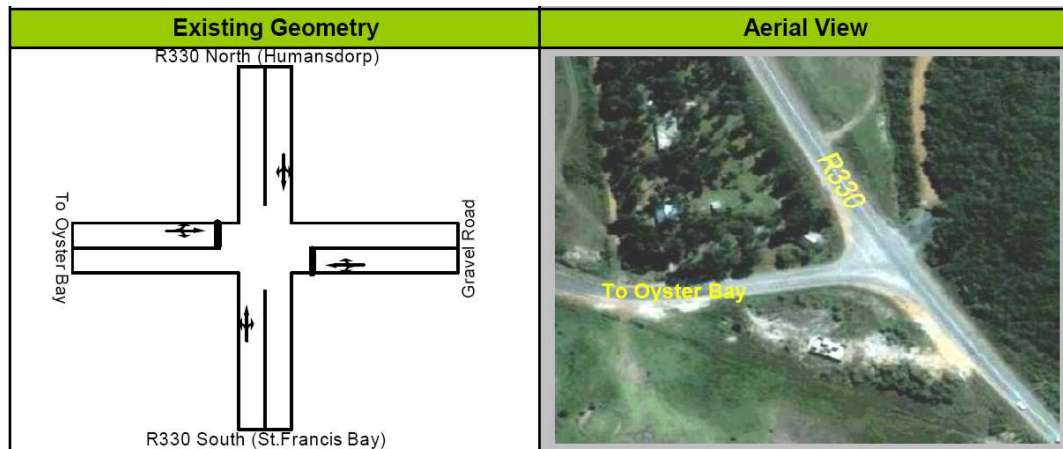 Existing Geometry
Aerial View
R330 North (Humansdorp)
To Oyster Bay
Gravel Road
R330 South (St.Francis Bay)
R330
To Oyster Bay